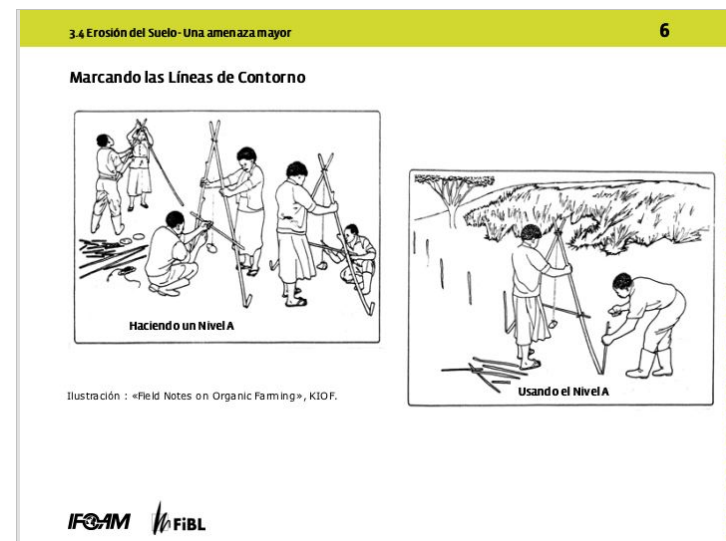 3.4 Erosión del Suelo- Una amenaza mayor
6
Marcando las Líneas de Contorno
Haciendo un Nivel A
Usando el Nivel A
Ilustración : «Field Notes on Organic Farming», KIOF.
IFOAM
FiBL